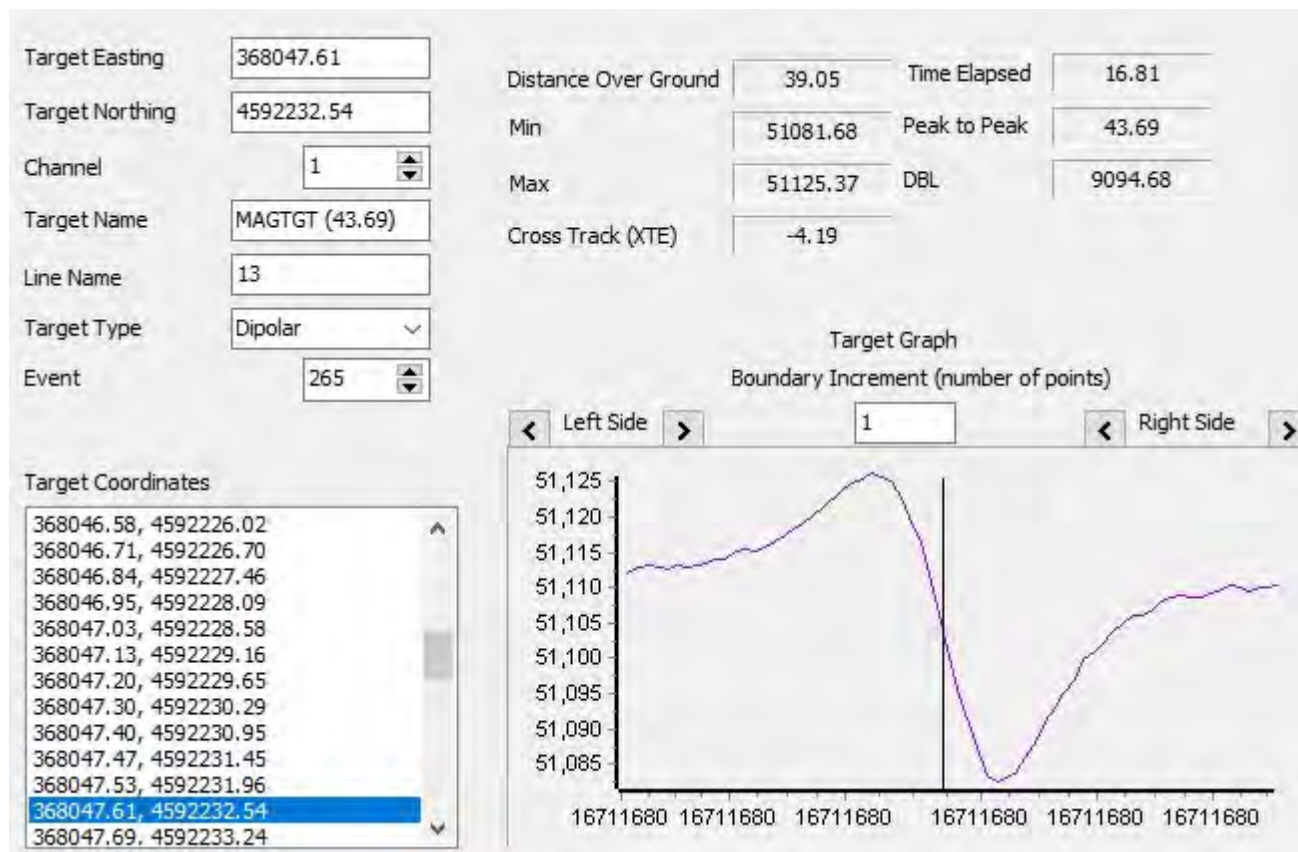 Target Easting 368047.61
Target Northing 4592232.54
Channel 1
Target Name MAGTGT (43.69)
Line Name 13
Target Type Dipolar
Event 265
Distance Over Ground 39.05 Time Elapsed 16.81
Min 51081.68 Peak to Peak 43.69
Max 51125.37 DBL 9094.68
Cross Track (XTE) -4.19
Target Graph
Boundary Increment (number of points)
Left Side 1 Right Side
Target Coordinates
368046.58, 4592226.02
368046.71, 4592226.70
368046.84, 4592227.46
368046.95, 4592228.09
368047.03, 4592228.58
368047.13, 4592229.16
368047.20, 4592229.65
368047.30, 4592230.29
368047.40, 4592230.95
368047.47, 4592231.45
368047.53, 4592231.96
368047.61, 4592232.54
368047.69, 4592233.24
51,125
51,120
51,115
51,110
51,105
51,100
51,095
51,090
51,085
16711680 16711680 16711680 16711680 16711680 16711680